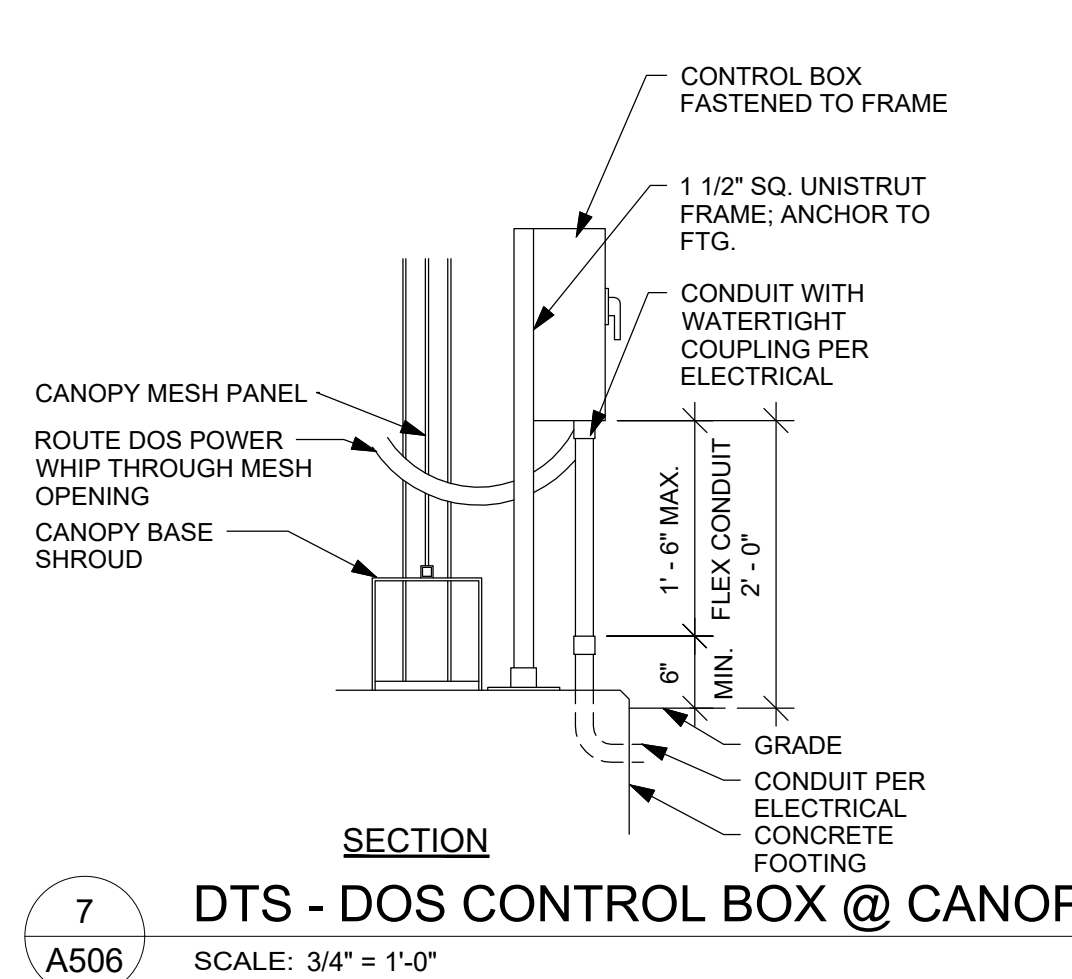 CONTROL BOX
FASTENED TO FRAME
1 1/2" SQ. UNISTRUT
FRAME; ANCHOR TO
FTG.
CONDUIT WITH
WATERTIGHT
COUPLING PER
ELECTRICAL
CANOPY MESH PANEL
ROUTE DOS POWER
WHIP THROUGH MESH
OPENING
CANOPY BASE
SHROUD
1' - 6" MAX.
FLEX CONDUIT
2' - 0"
6"
MIN.
GRADE
CONDUIT PER
ELECTRICAL
CONCRETE
FOOTING
SECTION
7
A506
DTS - DOS CONTROL BOX @ CANOP
SCALE: 3/4" = 1'-0"